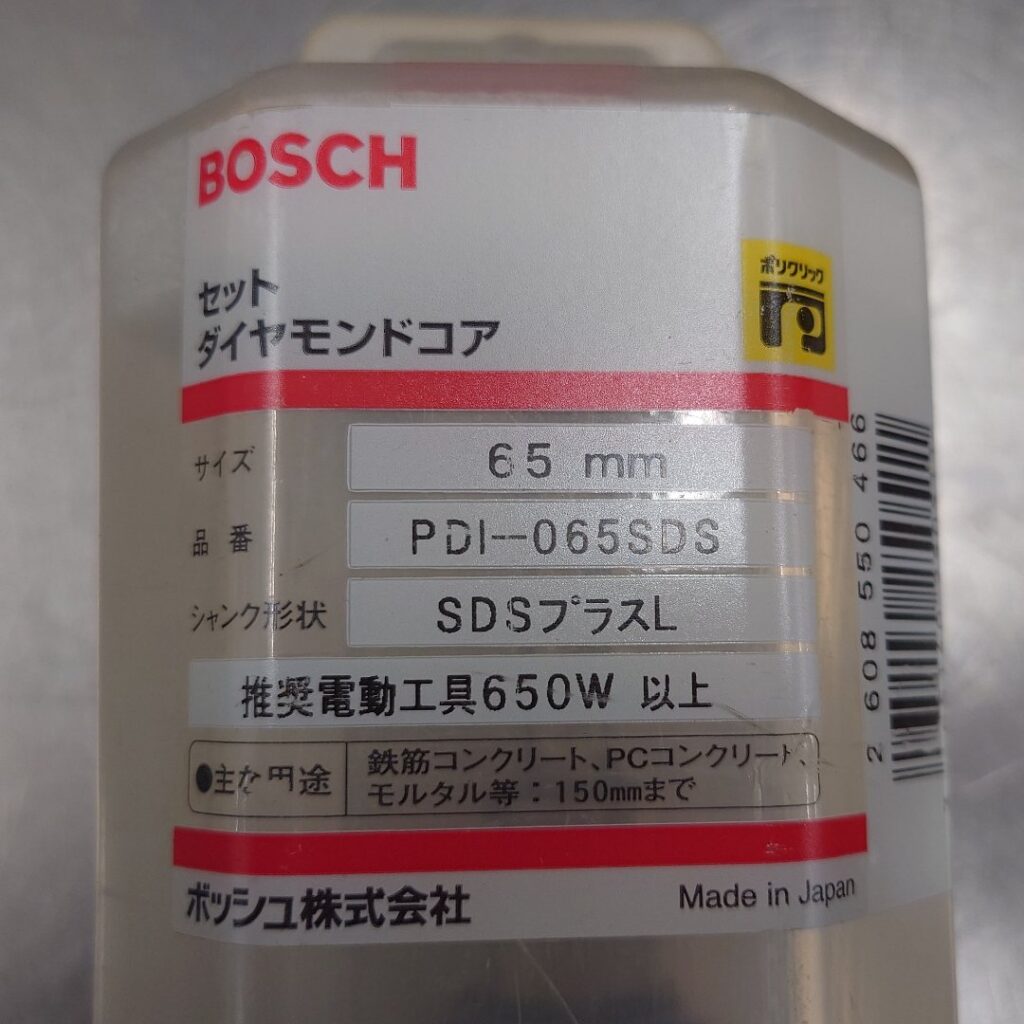 BOSCH
セット
ダイヤモンドコア
ポリクリック
サイズ 65 mm
品番 PDI-065SDS
シャンク形状 SDSプラスL
推奨電動工具650W 以上
●主な用途 鉄筋コンクリート、PCコンクリート、
モルタル等：150mmまで
ボッシュ株式会社
Made in Japan
2 608 550 466